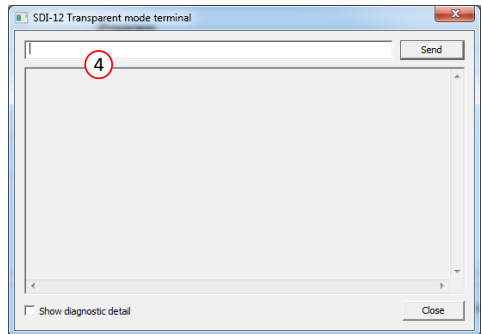 SDI-12 Transparent mode terminal
Send
4
Show diagnostic detail
Close